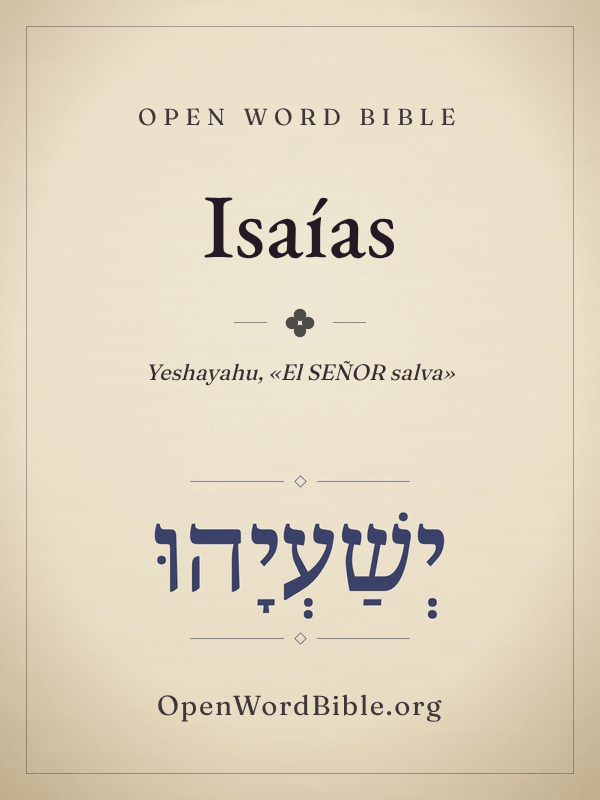 OPEN WORD BIBLE
Isaías
Yeshayahu, «El SEÑOR salva»
יְשַׁעְיָהוּ
OpenWordBible.org